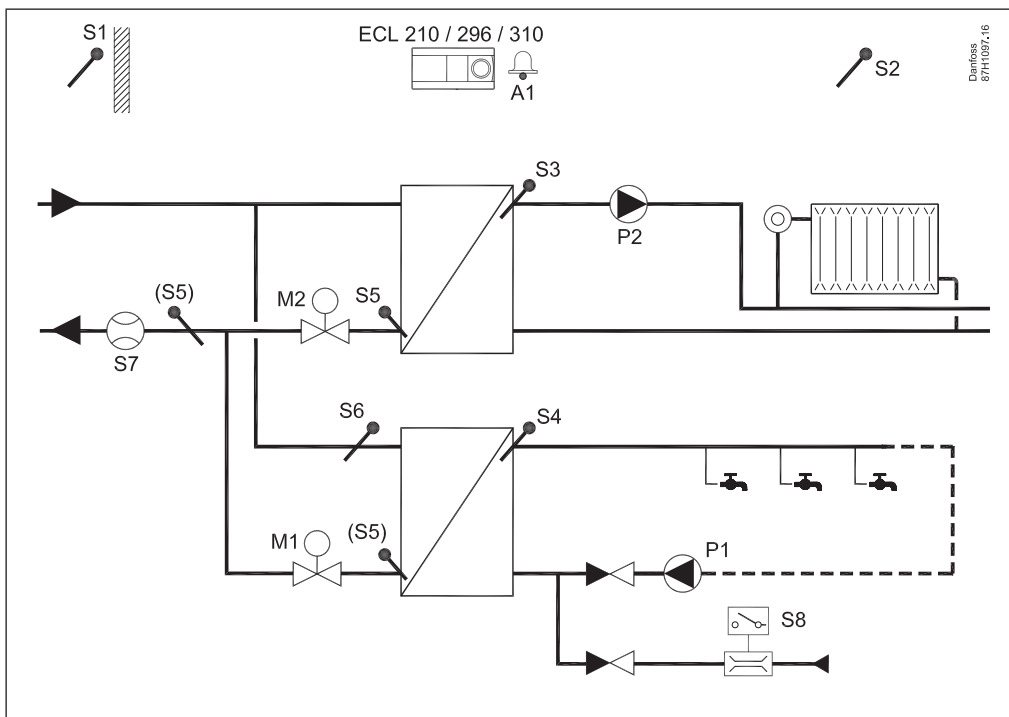 S1
ECL 210 / 296 / 310
A1
S2
Danfoss
87H1097.16
S3
P2
(S5)
M2
S5
S7
S6
S4
M1
(S5)
P1
S8